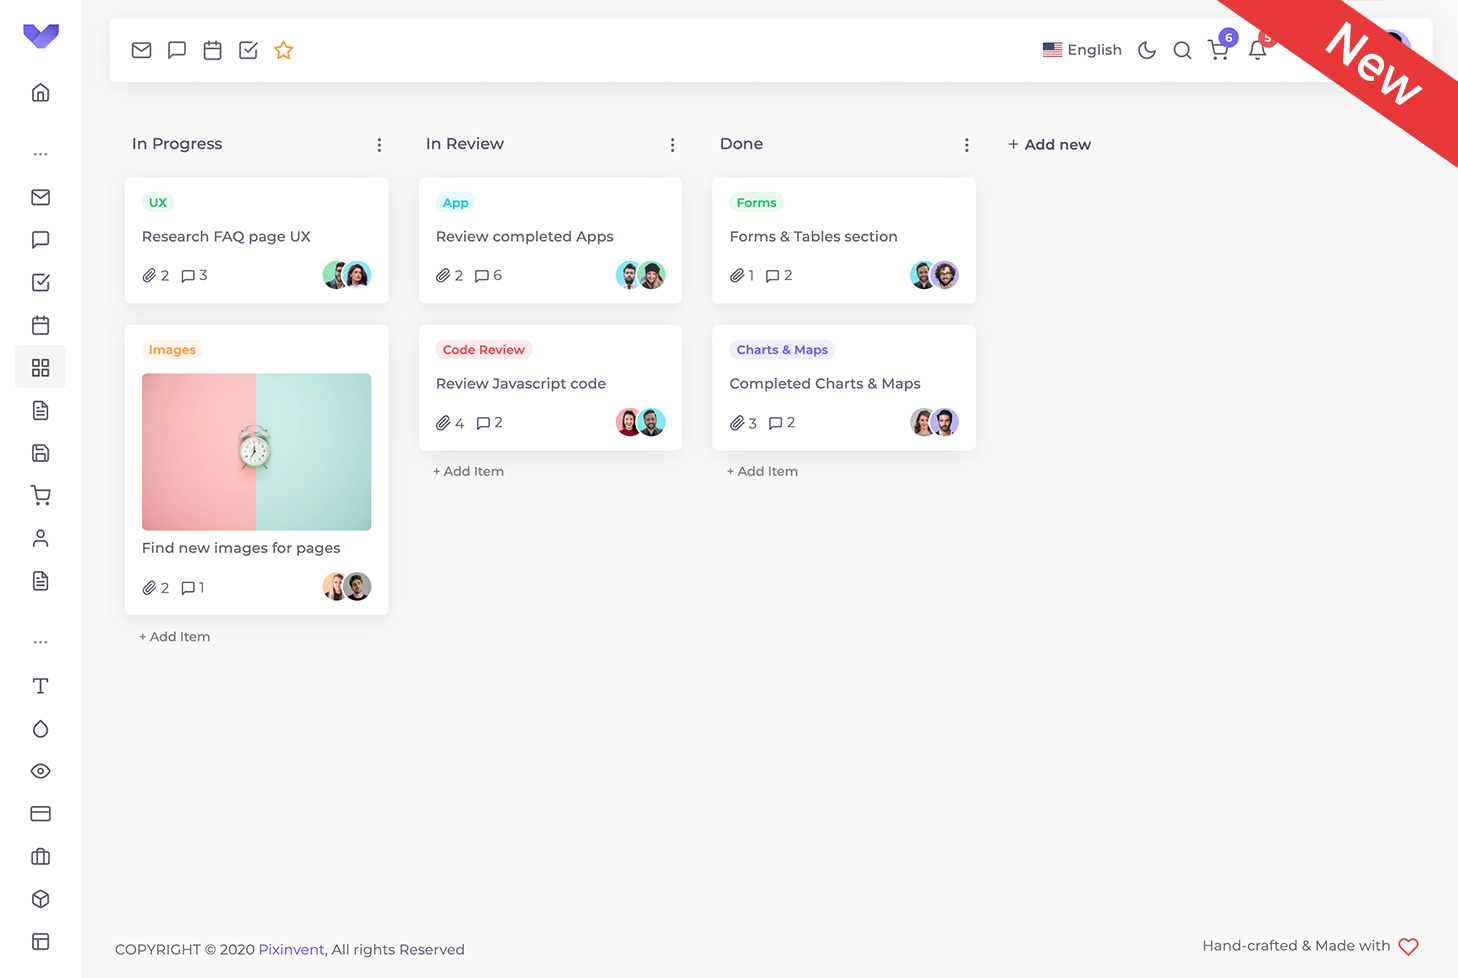 English
6
5
New
In Progress
In Review
Done
+ Add new
UX
Research FAQ page UX
2 3
App
Review completed Apps
2 6
Forms
Forms & Tables section
1 2
Images
Find new images for pages
2 1
+ Add Item
Code Review
Review Javascript code
4 2
+ Add Item
Charts & Maps
Completed Charts & Maps
3 2
+ Add Item
COPYRIGHT © 2020 Pixinvent, All rights Reserved
Hand-crafted & Made with